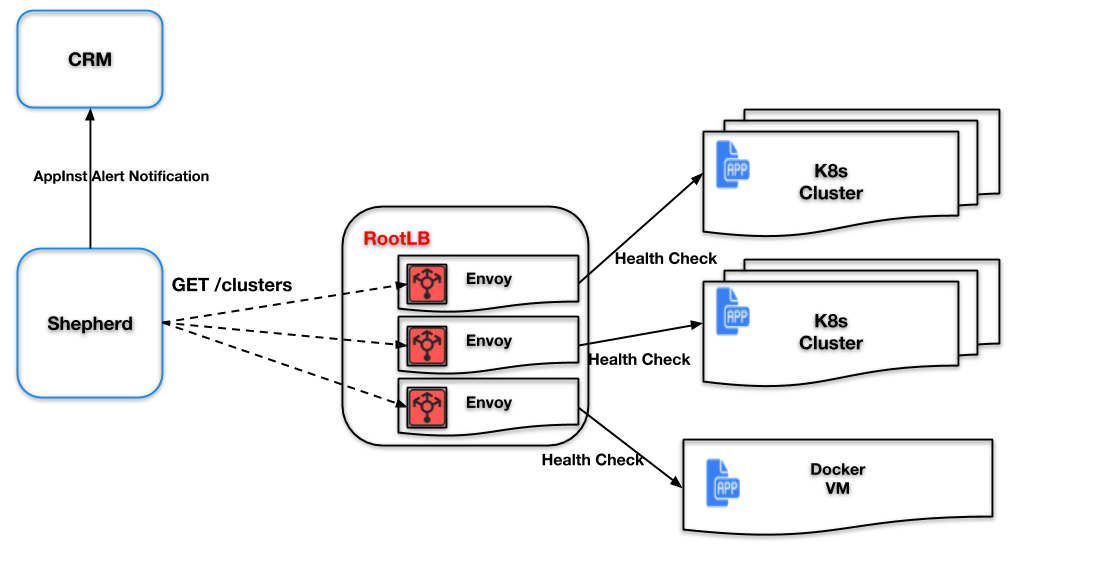 CRM
AppInst Alert Notification
Shepherd
GET /clusters
RootLB
Envoy
Envoy
Envoy
Health Check
Health Check
Health Check
APP
K8s
Cluster
APP
K8s
Cluster
APP
Docker
VM